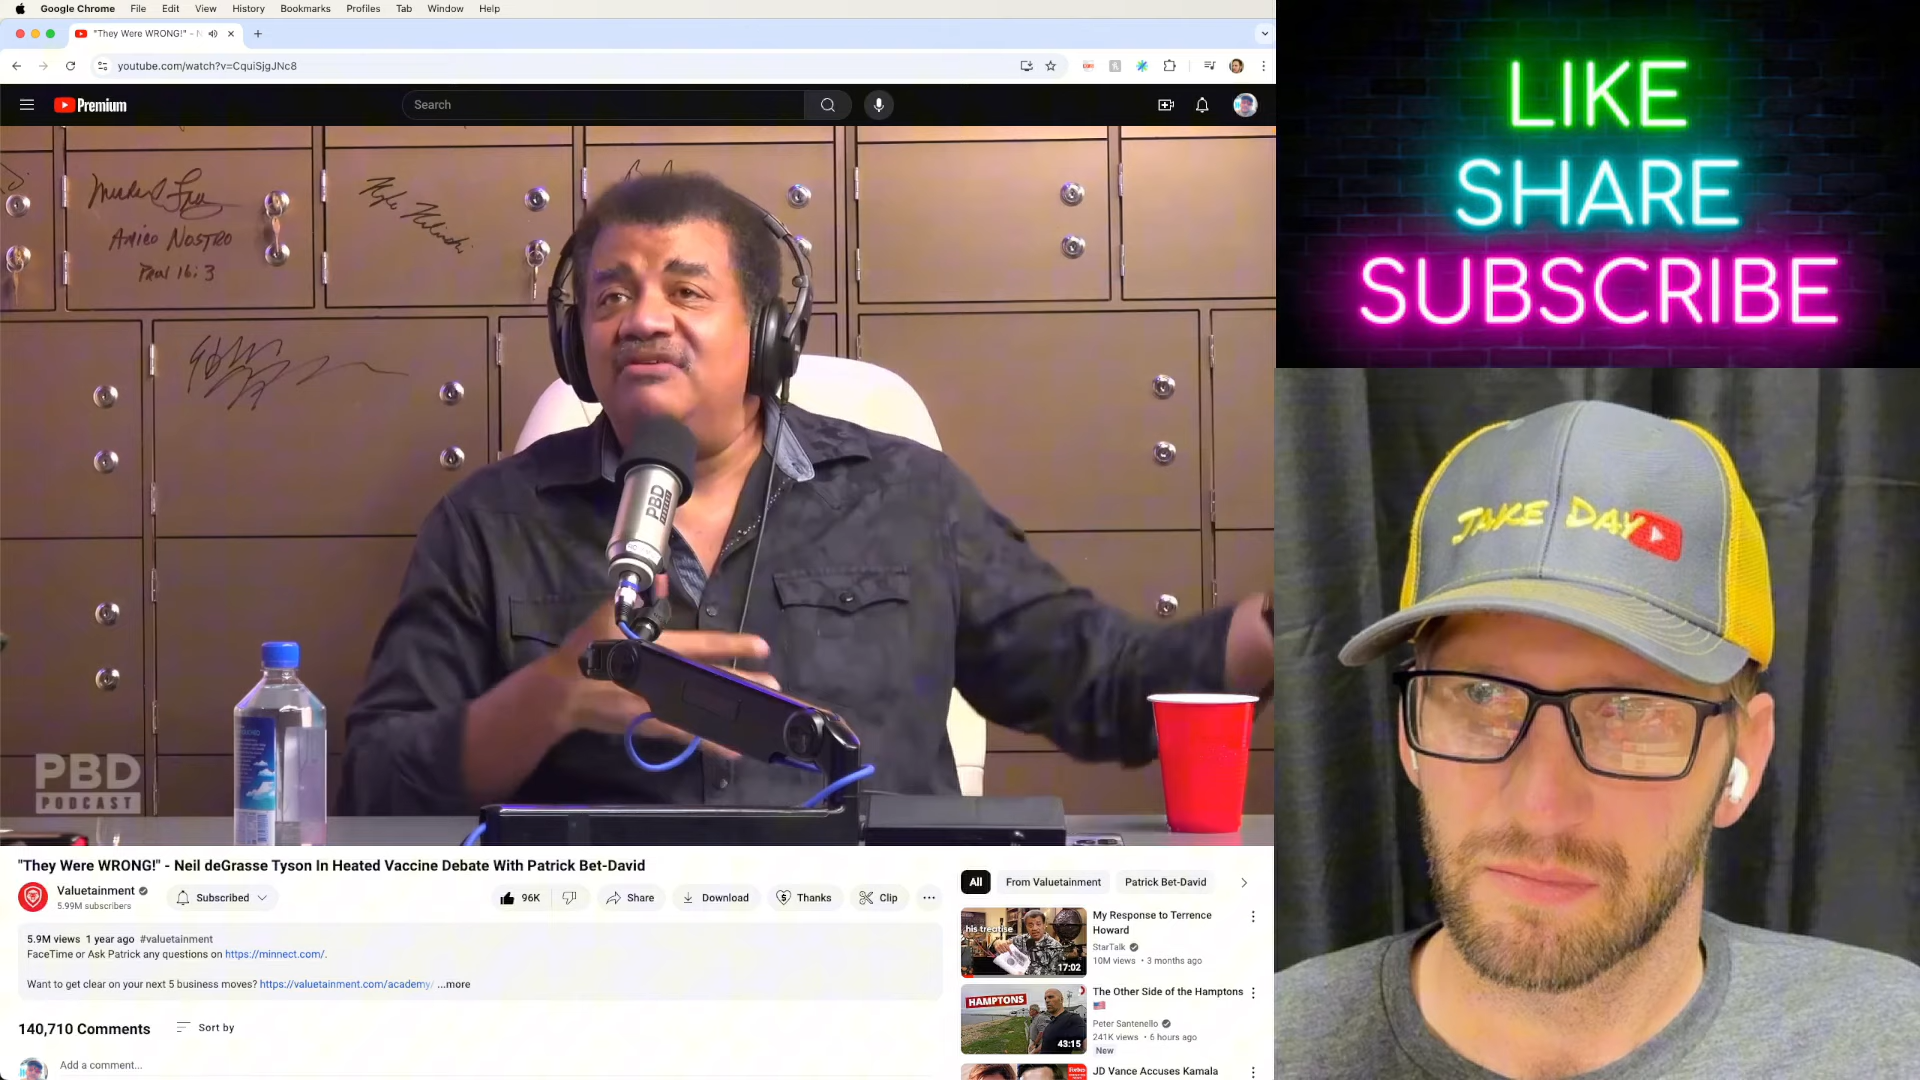 Google Chrome File Edit View History Bookmarks Profiles Tab Window Help
"They Were WRONG!" - N
youtube.com/watch?v=CquiSjgJNc8
Premium
Search
AMICO NOSTRO
Prov 16:3
PBD
PBD
PODCAST
"They Were WRONG!" - Neil deGrasse Tyson In Heated Vaccine Debate With Patrick Bet-David
Valuetainment
5.99M subscribers
Subscribed
96K
Share
Download
Thanks
Clip
5.9M views 1 year ago #valuetainment
FaceTime or Ask Patrick any questions on https://minnect.com/.
Want to get clear on your next 5 business moves? https://valuetainment.com/academy/ ...more
140,710 Comments
Sort by
Add a comment...
All
From Valuetainment
Patrick Bet-David
his treatise
17:02
My Response to Terrence
Howard
StarTalk
10M views • 3 months ago
HAMPTONS
43:15
The Other Side of the Hamptons
Peter Santenello
241K views • 6 hours ago
New
Forbes
JD Vance Accuses Kamala
LIKE
SHARE
SUBSCRIBE
JAKE DAY